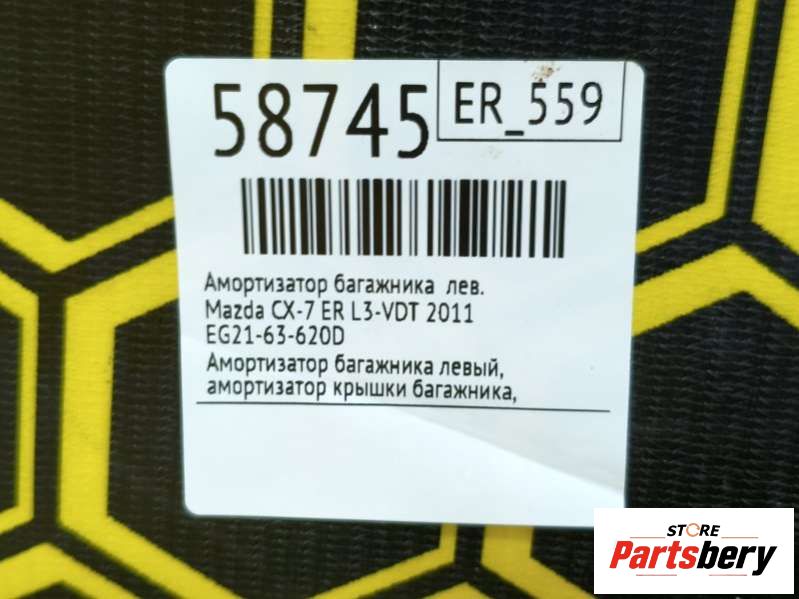 58745
ER_559
Амортизатор багажника лев.
Mazda CX-7 ER L3-VDT 2011
EG21-63-620D
Амортизатор багажника левый,
амортизатор крышки багажника,
STORE
Partsbery